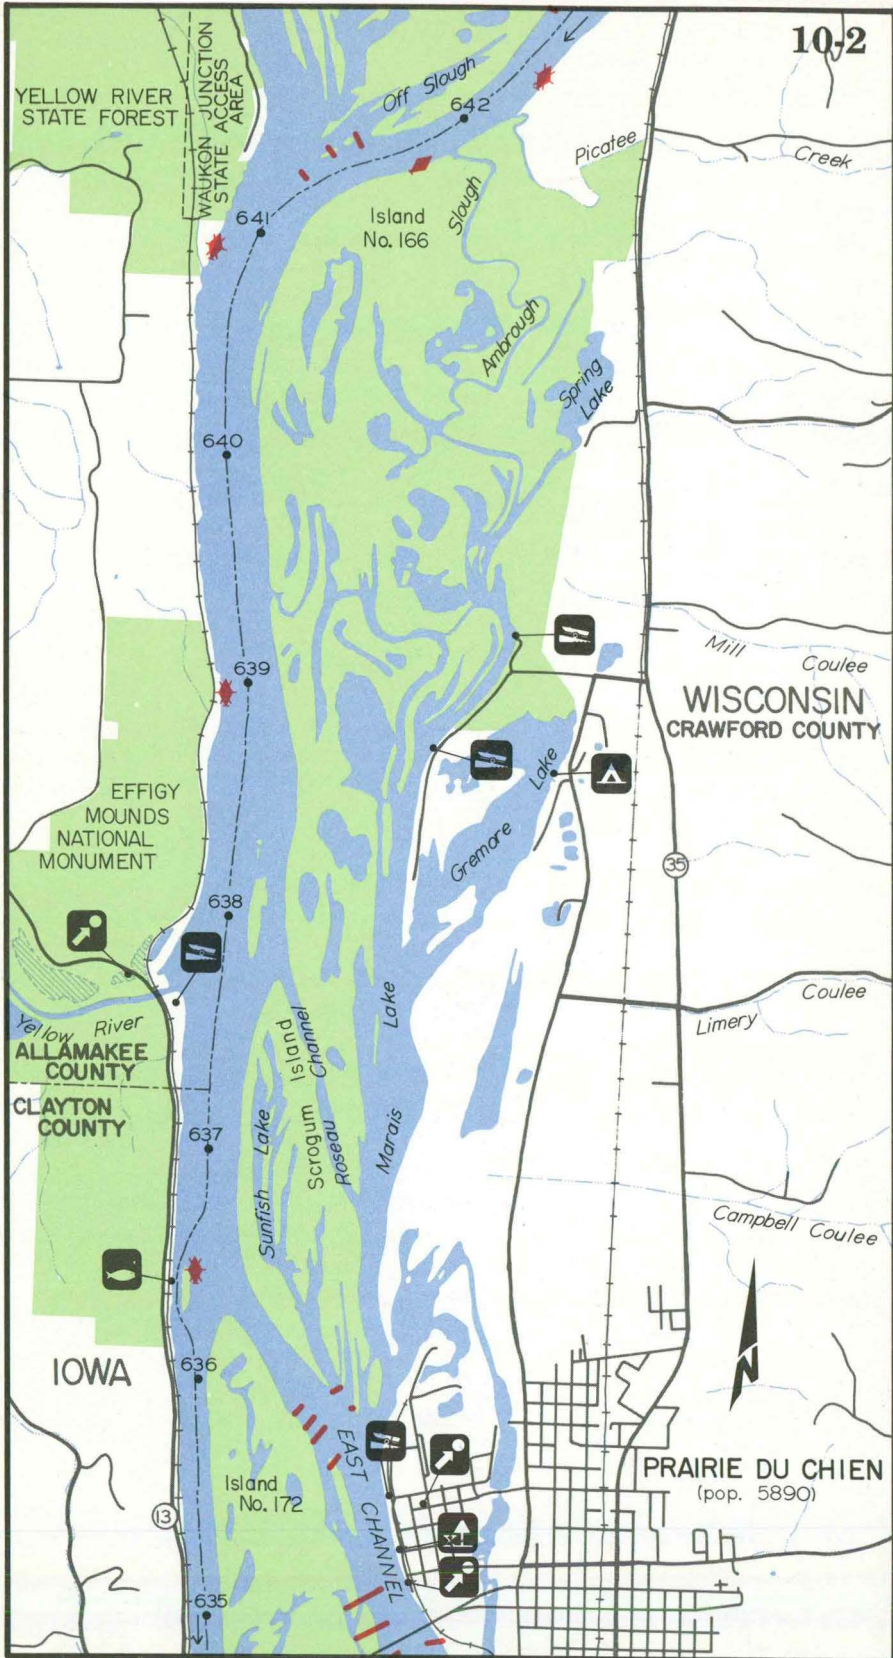 10-2
YELLOW RIVER
STATE FOREST
WAUKON JUNCTION
STATE ACCESS
AREA
Off Slough
642
Picatee
Creek
641
Island
No. 166
Slough
Ambrough
Spring
Lake
640
639
Mill
Coulee
WISCONSIN
CRAWFORD COUNTY
EFFIGY
MOUNDS
NATIONAL
MONUMENT
Lake
Gremore
35
638
Lake
Marais
Limery
Coulee
Yellow River
ALLAMAKEE
COUNTY
CLAYTON
COUNTY
Scrogum Island
Roseau Channel
Sunfish Lake
637
Campbell Coulee
N
IOWA
636
EAST CHANNEL
Island
No. 172
PRAIRIE DU CHIEN
(pop. 5890)
13
635